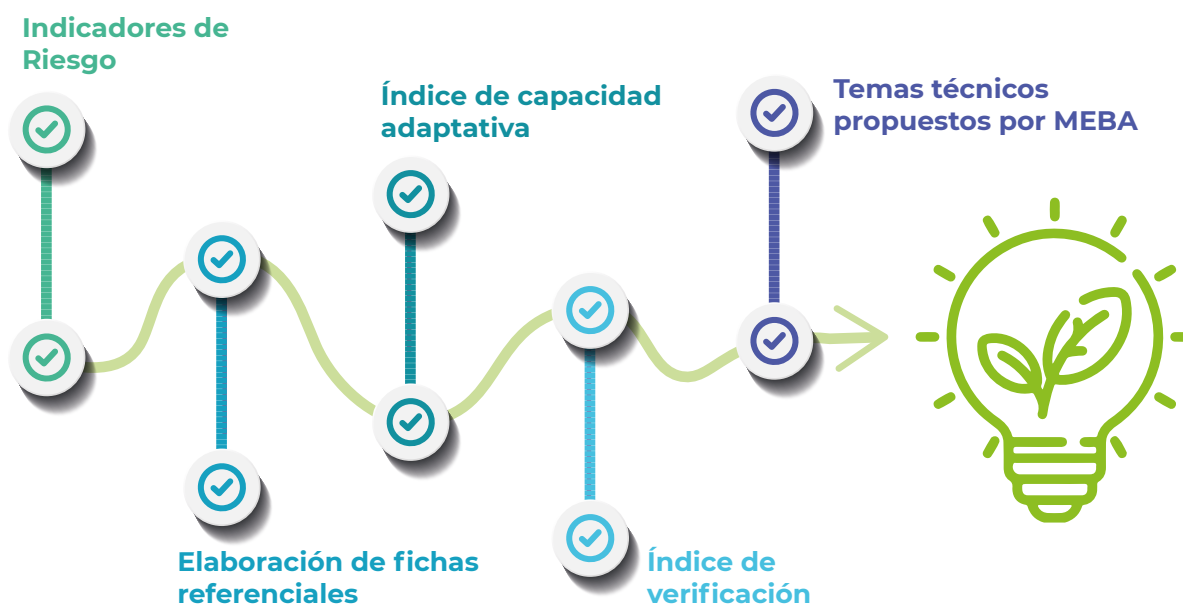 Indicadores de
Riesgo
Elaboración de fichas
referenciales
Índice de capacidad
adaptativa
Índice de
verificación
Temas técnicos
propuestos por MEBA